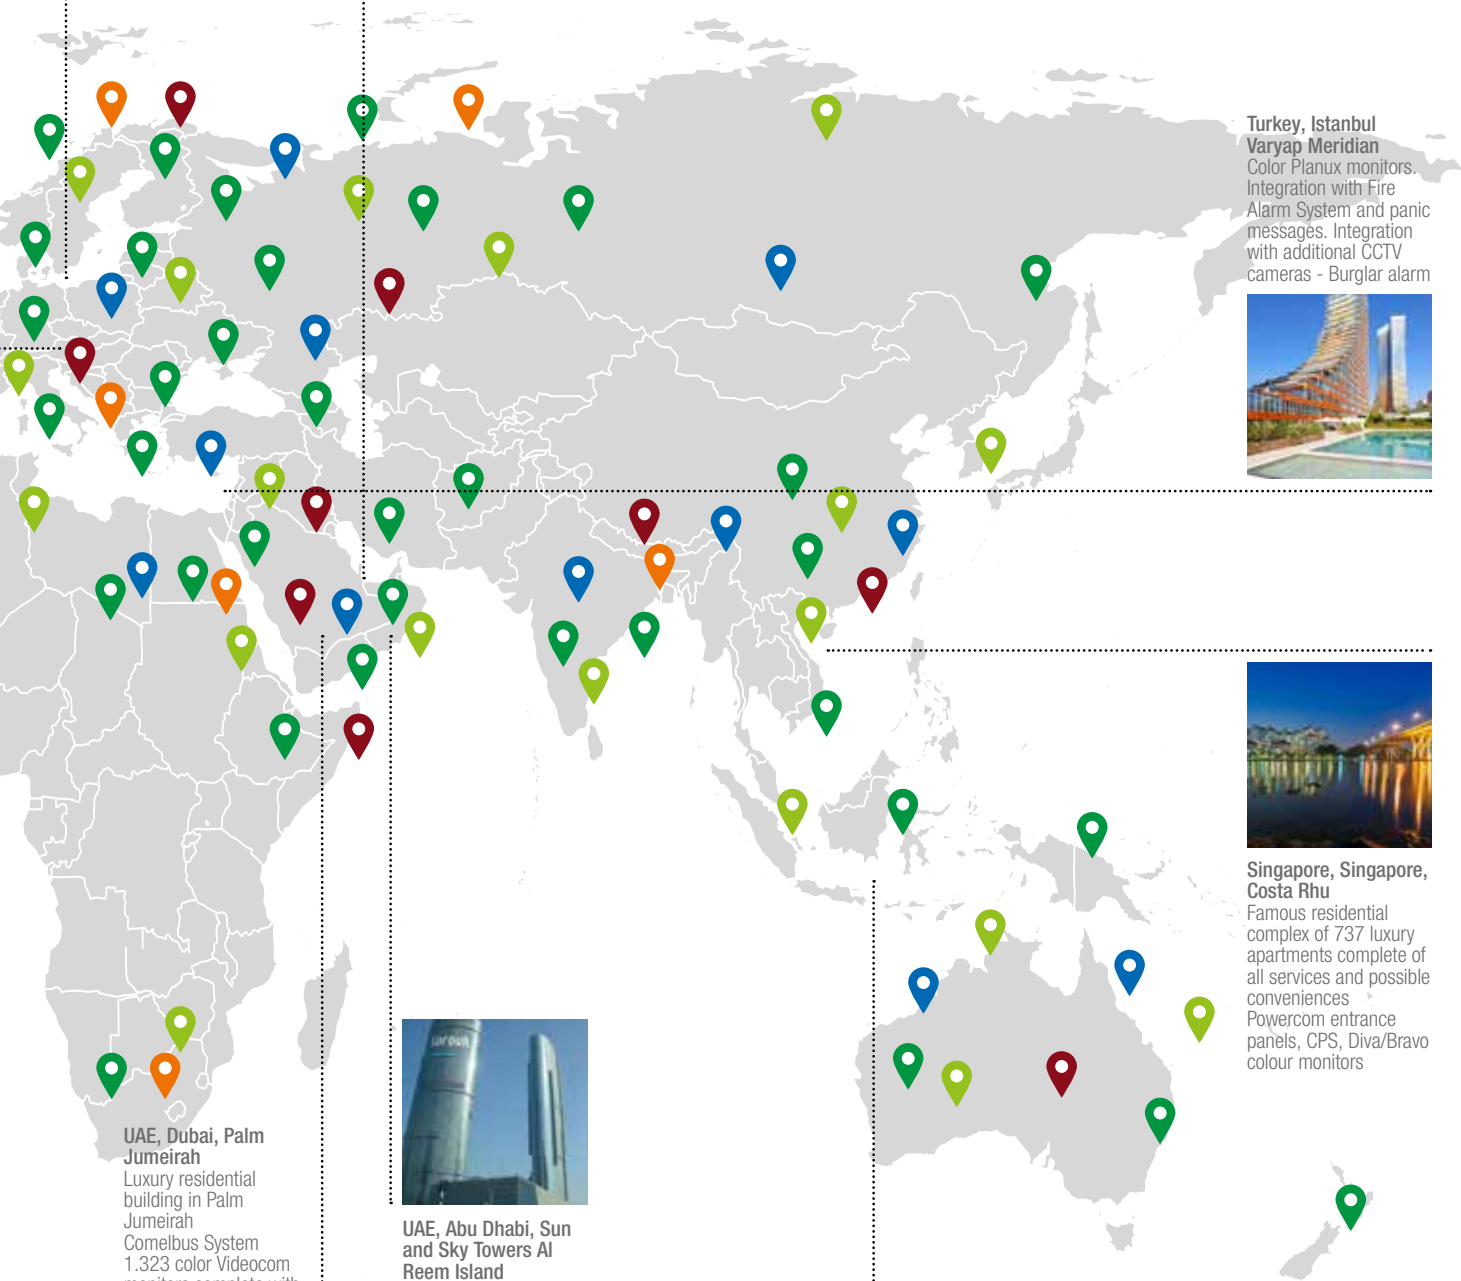 Turkey, Istanbul
Varyap Meridian
Color Planux monitors.
Integration with Fire
Alarm System and panic
messages. Integration
with additional CCTV
cameras - Burglar alarm
Singapore, Singapore,
Costa Rhu
Famous residential
complex of 737 luxury
apartments complete of
all services and possible
conveniences
Powercom entrance
panels, CPS, Diva/Bravo
colour monitors
UAE, Dubai, Palm
Jumeirah
Luxury residential
building in Palm
Jumeirah
Comelbus System
1.323 color Videocom
monitors complete with
UAE, Abu Dhabi, Sun
and Sky Towers Al
Reem Island